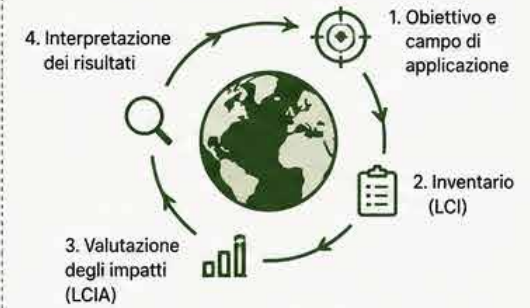 1. Obiettivo e
campo di
applicazione
2. Inventario
(LCI)
3. Valutazione
degli impatti
(LCIA)
4. Interpretazione
dei risultati